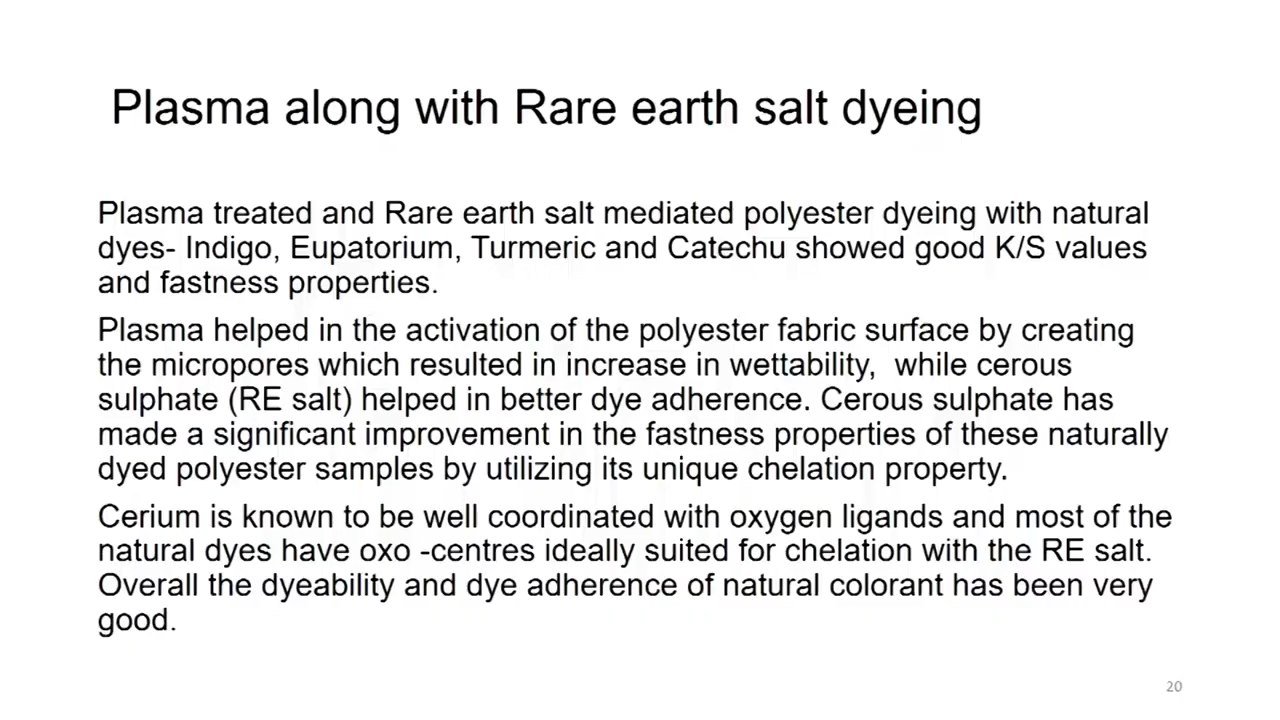 Plasma along with Rare earth salt dyeing
Plasma treated and Rare earth salt mediated polyester dyeing with natural
dyes- Indigo, Eupatorium, Turmeric and Catechu showed good K/S values
and fastness properties.
Plasma helped in the activation of the polyester fabric surface by creating
the micropores which resulted in increase in wettability,  while cerous
sulphate (RE salt) helped in better dye adherence. Cerous sulphate has
made a significant improvement in the fastness properties of these naturally
dyed polyester samples by utilizing its unique chelation property.
Cerium is known to be well coordinated with oxygen ligands and most of the
natural dyes have oxo -centres ideally suited for chelation with the RE salt.
Overall the dyeability and dye adherence of natural colorant has been very
good.
20